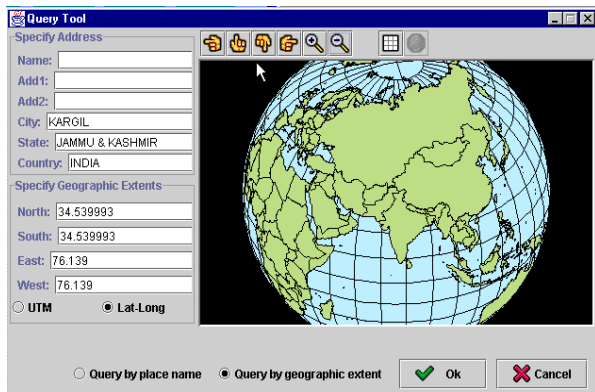 Query Tool
Specify Address
Name:
Add1:
Add2:
City: KARGIL
State: JAMMU & KASHMIR
Country: INDIA
Specify Geographic Extents
North: 34.539993
South: 34.539993
East: 76.139
West: 76.139
UTM Lat-Long
Query by place name Query by geographic extent Ok Cancel